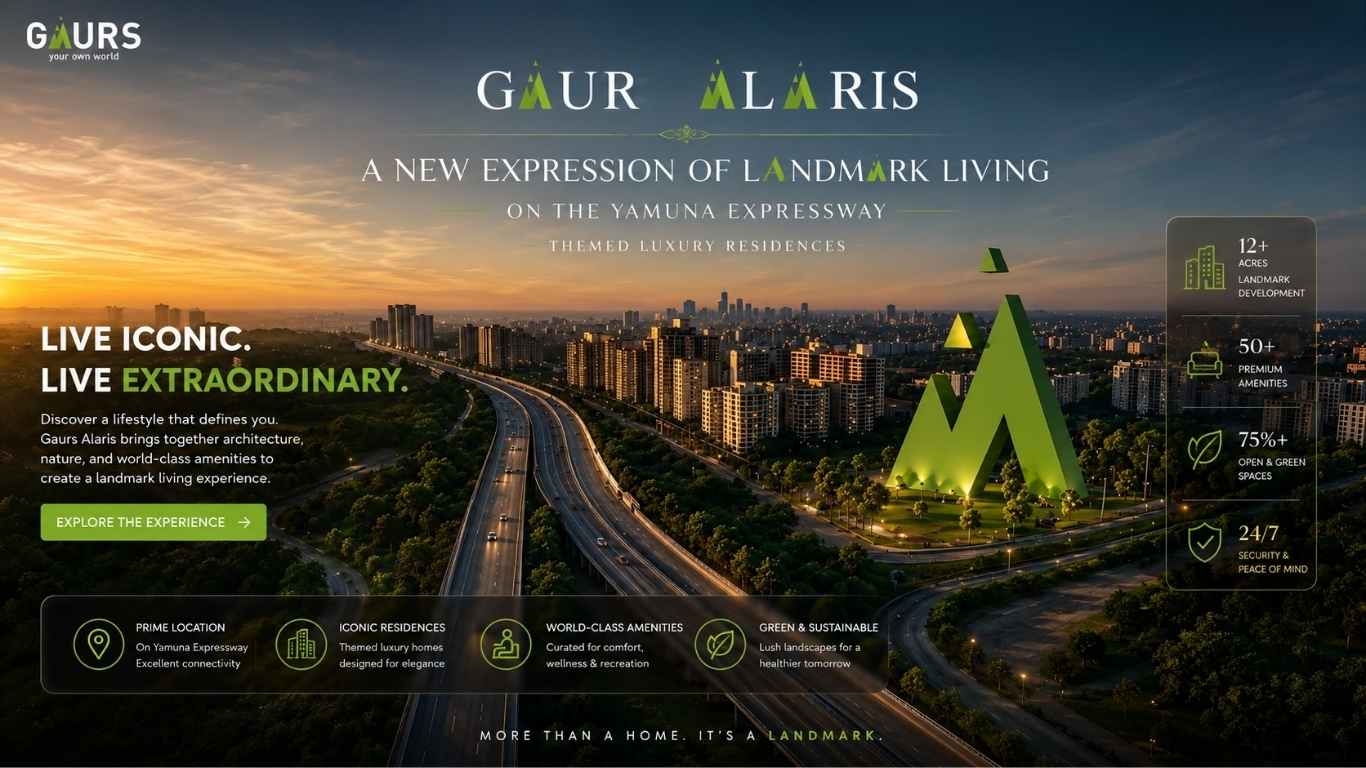 GAURS
your own world
GAUR ALARIS
A NEW EXPRESSION OF LANDMARK LIVING
ON THE YAMUNA EXPRESSWAY
THEMED LUXURY RESIDENCES
LIVE ICONIC.
LIVE EXTRAORDINARY.
Discover a lifestyle that defines you.
Gaurs Alaris brings together architecture,
nature, and world-class amenities to
create a landmark living experience.
EXPLORE THE EXPERIENCE →
12+
ACRES
LANDMARK
DEVELOPMENT
50+
PREMIUM
AMENITIES
75%+
OPEN & GREEN
SPACES
24/7
SECURITY &
PEACE OF MIND
PRIME LOCATION
On Yamuna Expressway
Excellent connectivity
ICONIC RESIDENCES
Themed luxury homes
designed for elegance
WORLD-CLASS AMENITIES
Curated for comfort,
wellness & recreation
GREEN & SUSTAINABLE
Lush landscapes for a
healthier tomorrow
MORE THAN A HOME. IT'S A LANDMARK.